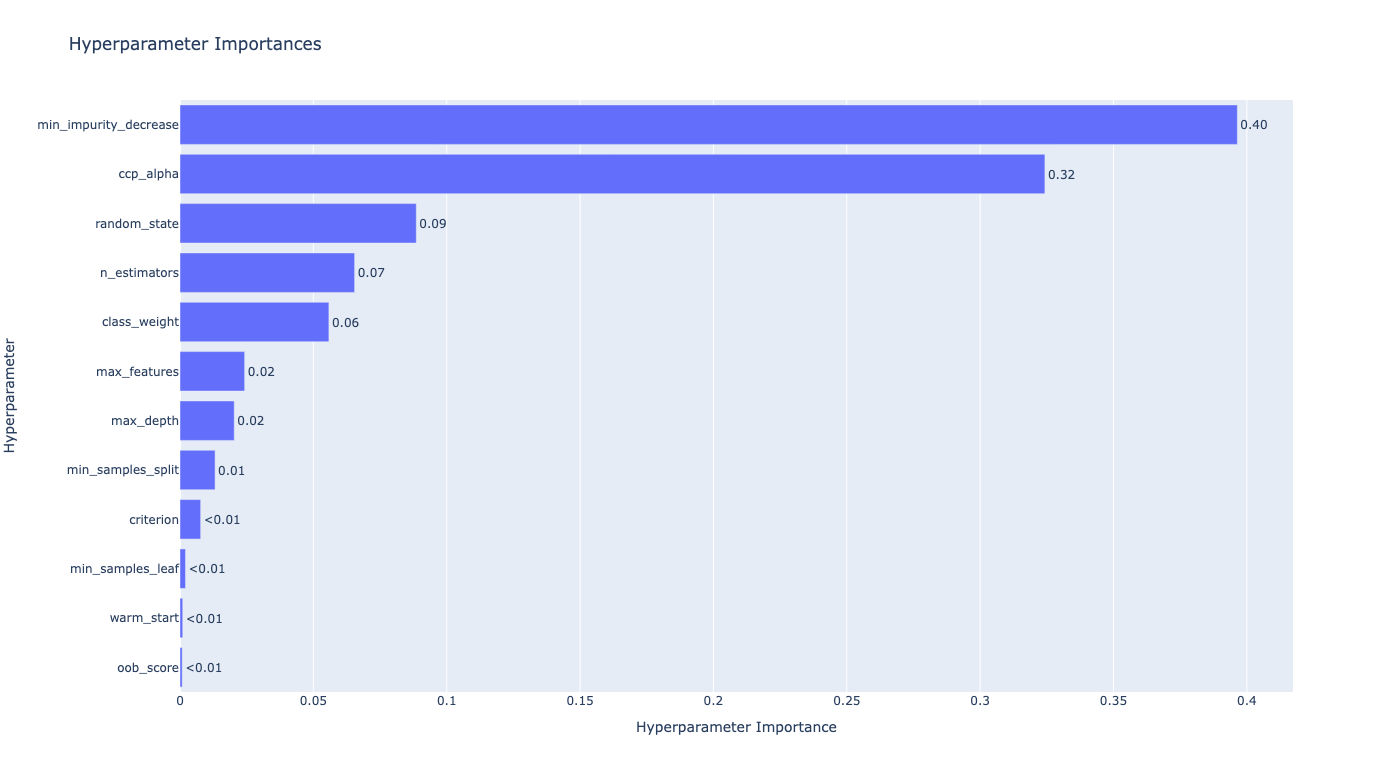 Hyperparameter Importances
Hyperparameter
min_impurity_decrease 0.40
ccp_alpha 0.32
random_state 0.09
n_estimators 0.07
class_weight 0.06
max_features 0.02
max_depth 0.02
min_samples_split 0.01
criterion <0.01
min_samples_leaf <0.01
warm_start <0.01
oob_score <0.01
0 0.05 0.1 0.15 0.2 0.25 0.3 0.35 0.4
Hyperparameter Importance